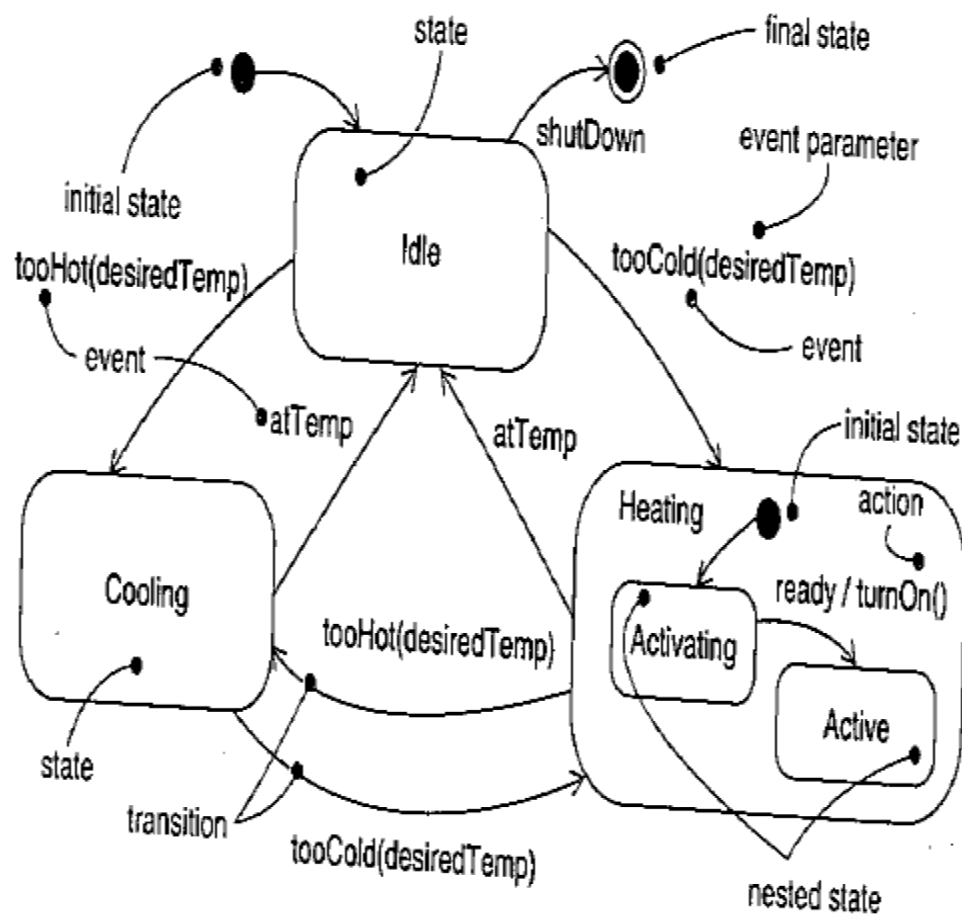 state
final state
shutDown
event parameter
initial state
Idle
tooHot(desiredTemp)
tooCold(desiredTemp)
event
event
atTemp
atTemp
initial state
Heating
action
Cooling
ready / turnOn()
tooHot(desiredTemp)
Activating
Active
state
transition
tooCold(desiredTemp)
nested state